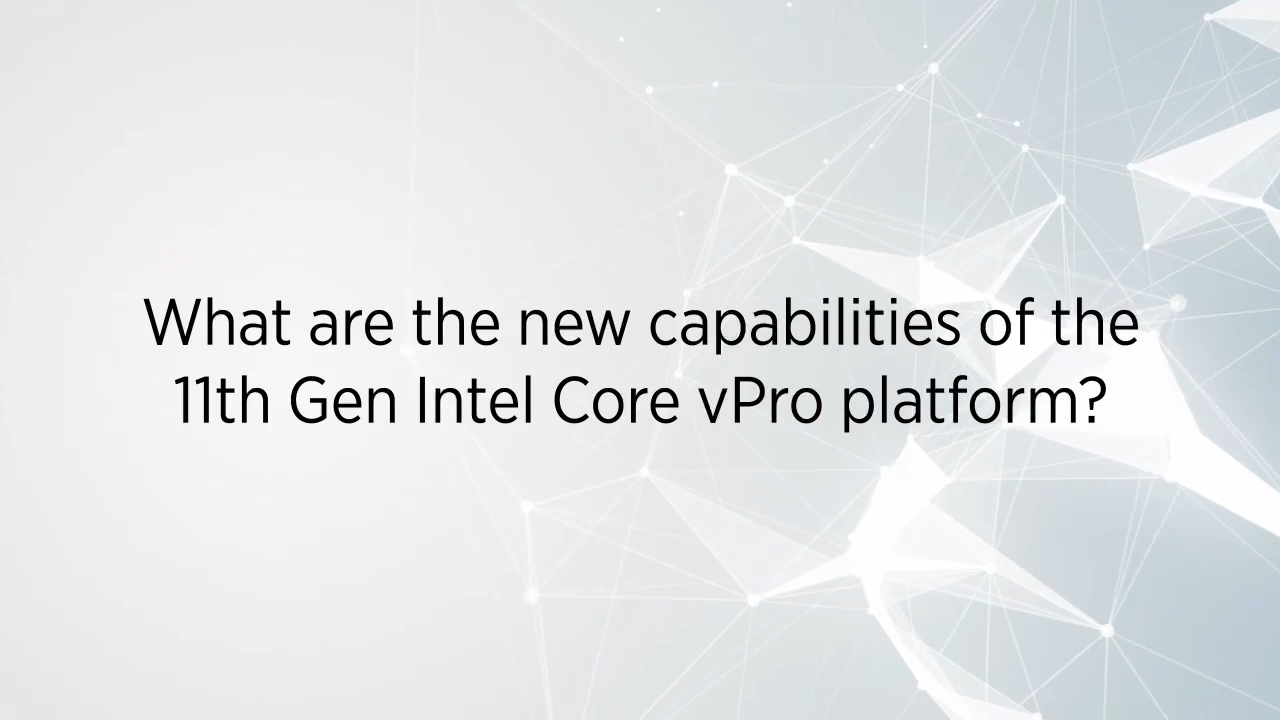 What are the new capabilities of the
11th Gen Intel Core vPro platform?